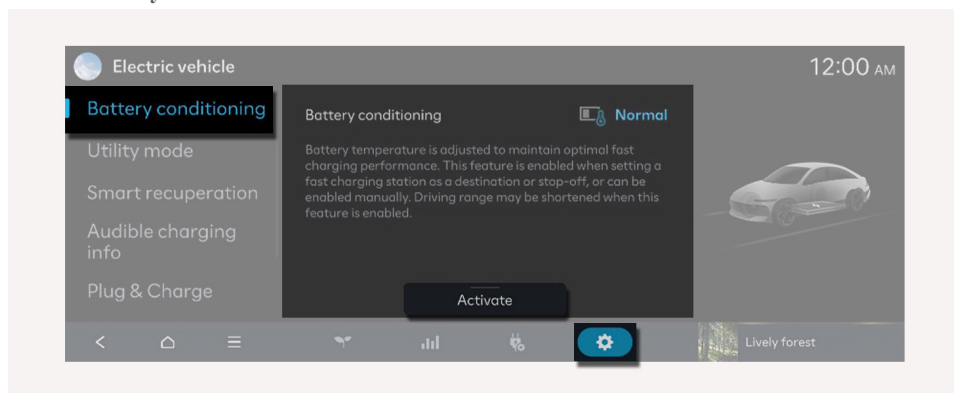 Electric vehicle
12:00 AM
Battery conditioning
Utility mode
Smart recuperation
Audible charging
info
Plug & Charge
Battery conditioning
Normal
Battery temperature is adjusted to maintain optimal fast
charging performance. This feature is enabled when setting a
fast charging station as a destination or stop-off, or can be
enabled manually. Driving range may be shortened when this
feature is enabled.
Activate
Lively forest